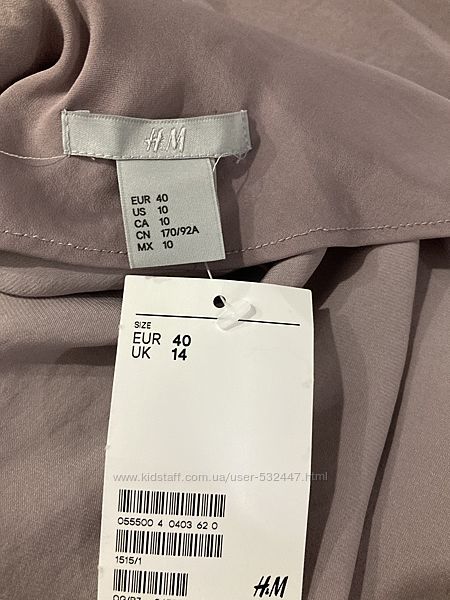 H&M
EUR 40
US 10
CA 10
CN 170/92A
MX 10
SIZE
EUR 40
UK 14
www.kidstaff.com.ua/user-532447.html
055500 4 0403 62 0
1515/1
H&M